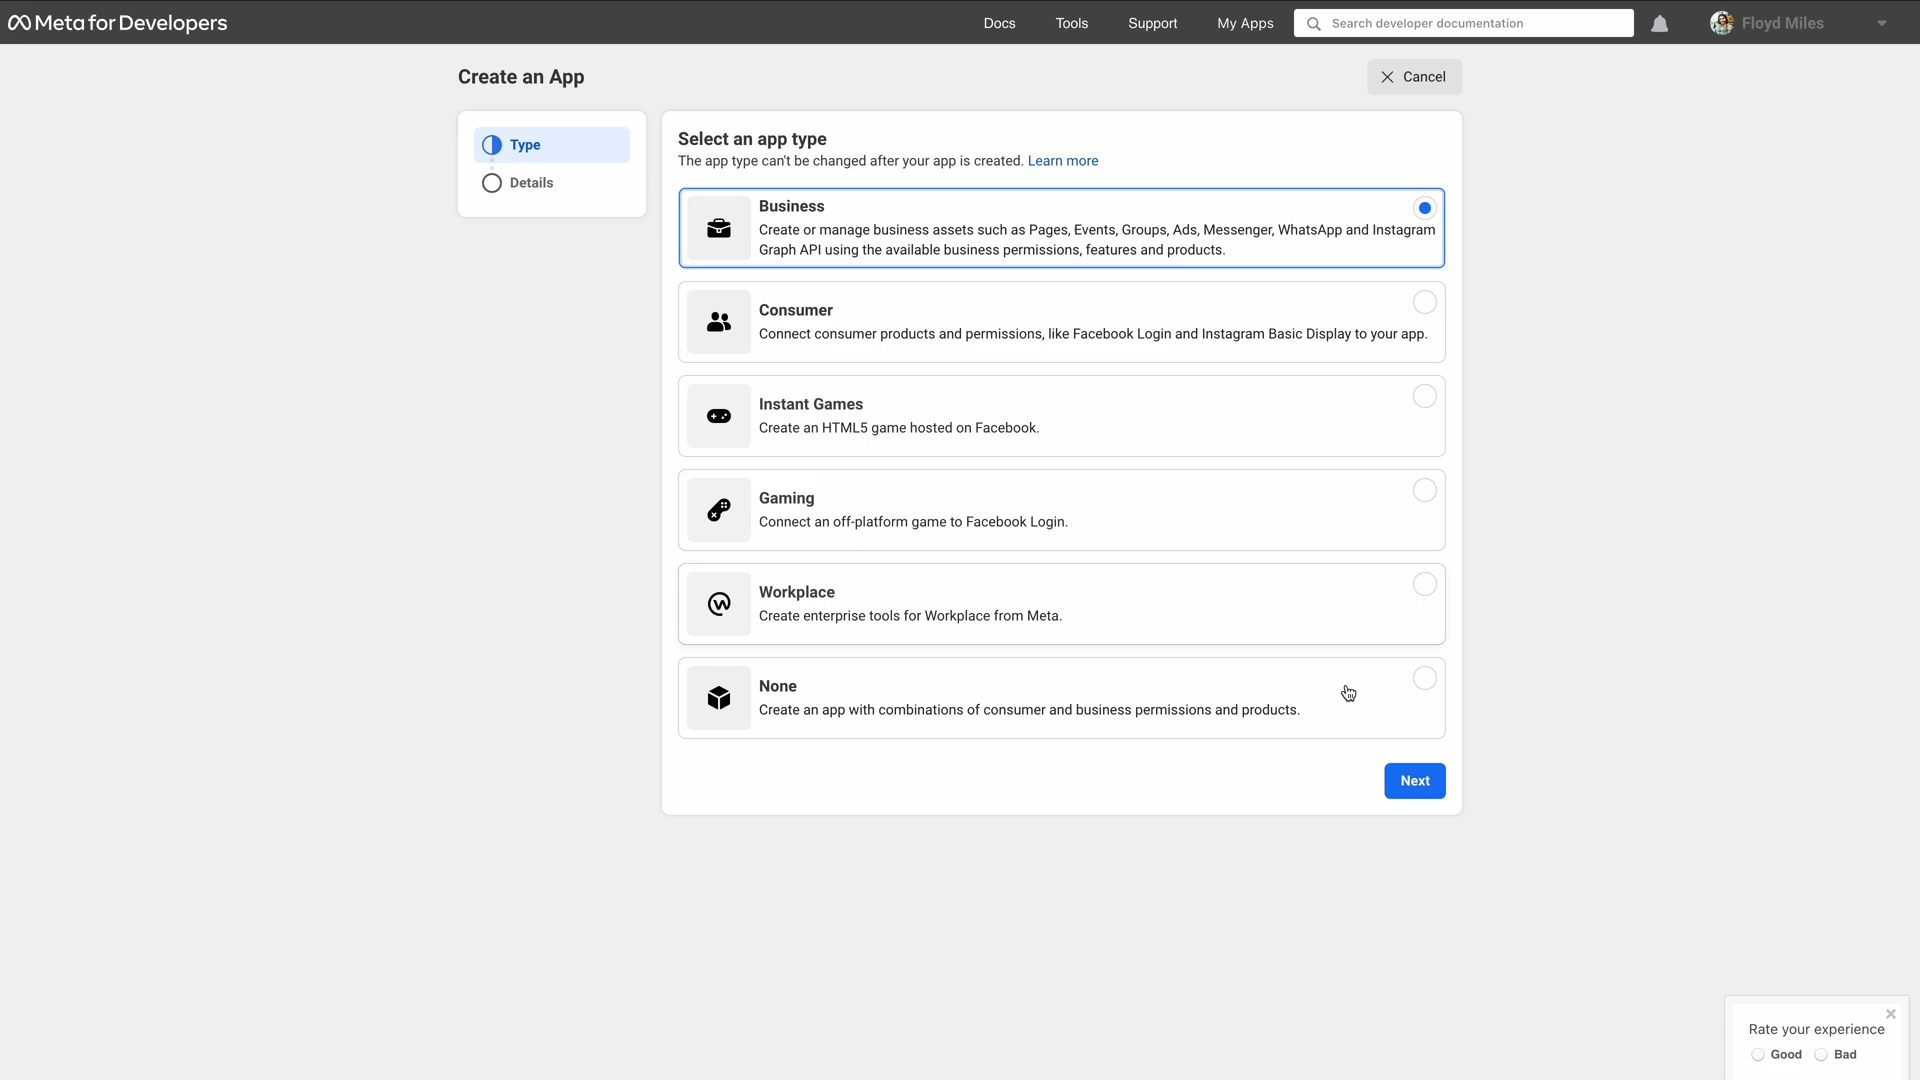 Meta for Developers
Docs Tools Support My Apps Search developer documentation Floyd Miles
Create an App
Cancel
Type
Details
Select an app type
The app type can't be changed after your app is created. Learn more
Business
Create or manage business assets such as Pages, Events, Groups, Ads, Messenger, WhatsApp and Instagram
Graph API using the available business permissions, features and products.
Consumer
Connect consumer products and permissions, like Facebook Login and Instagram Basic Display to your app.
Instant Games
Create an HTML5 game hosted on Facebook.
Gaming
Connect an off-platform game to Facebook Login.
Workplace
Create enterprise tools for Workplace from Meta.
None
Create an app with combinations of consumer and business permissions and products.
Next
Rate your experience
Good Bad